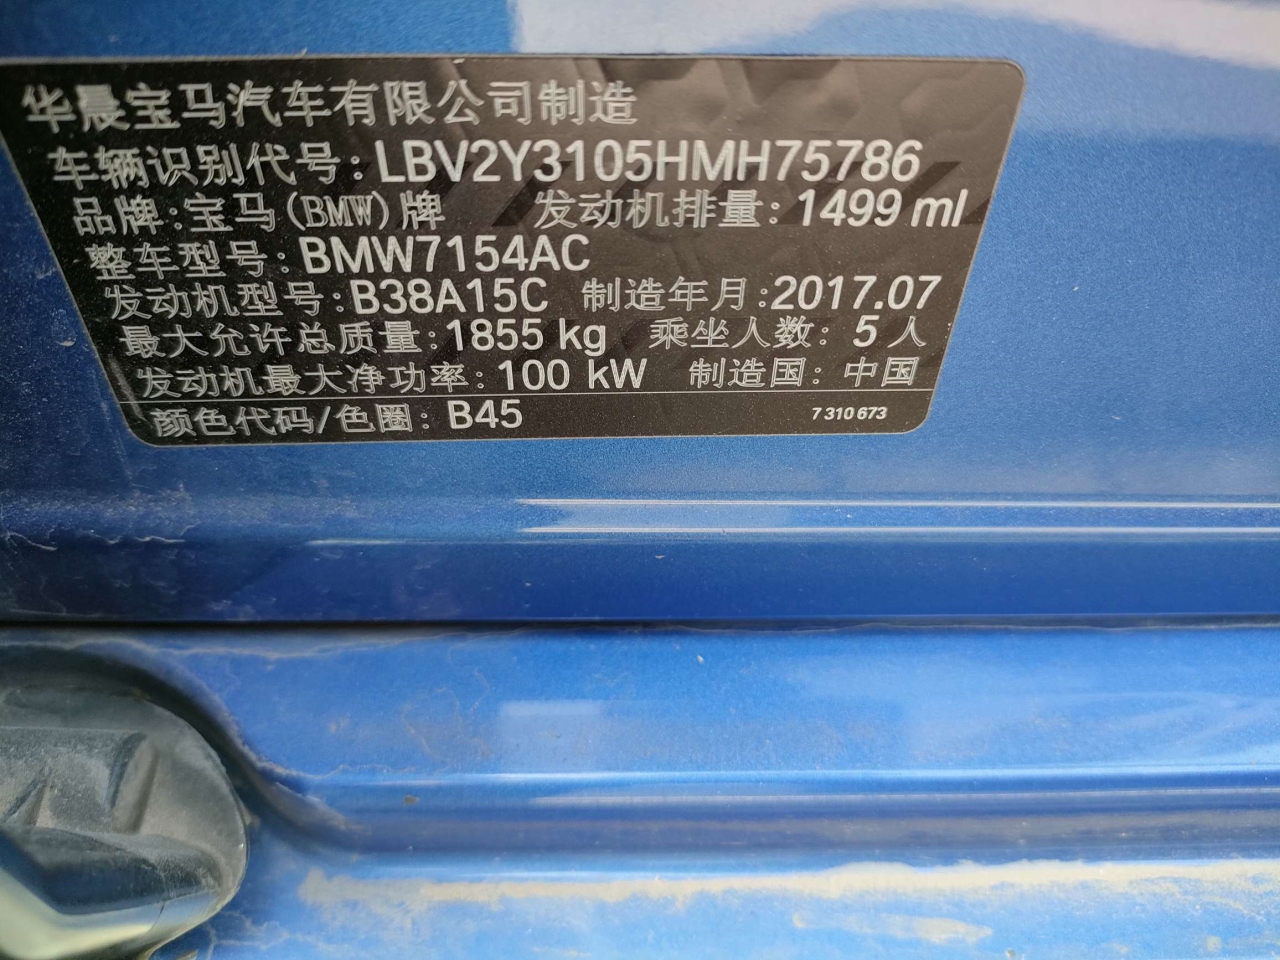 华晨宝马汽车有限公司制造
车辆识别代号: LBV2Y3105HMH75786
品牌: 宝马(BMW)牌 发动机排量: 1499 ml
整车型号: BMW7154AC
发动机型号: B38A15C 制造年月: 2017.07
最大允许总质量: 1855 kg 乘坐人数: 5 人
发动机最大净功率: 100 kW 制造国: 中国
颜色代码/色圈: B45 7 310 673